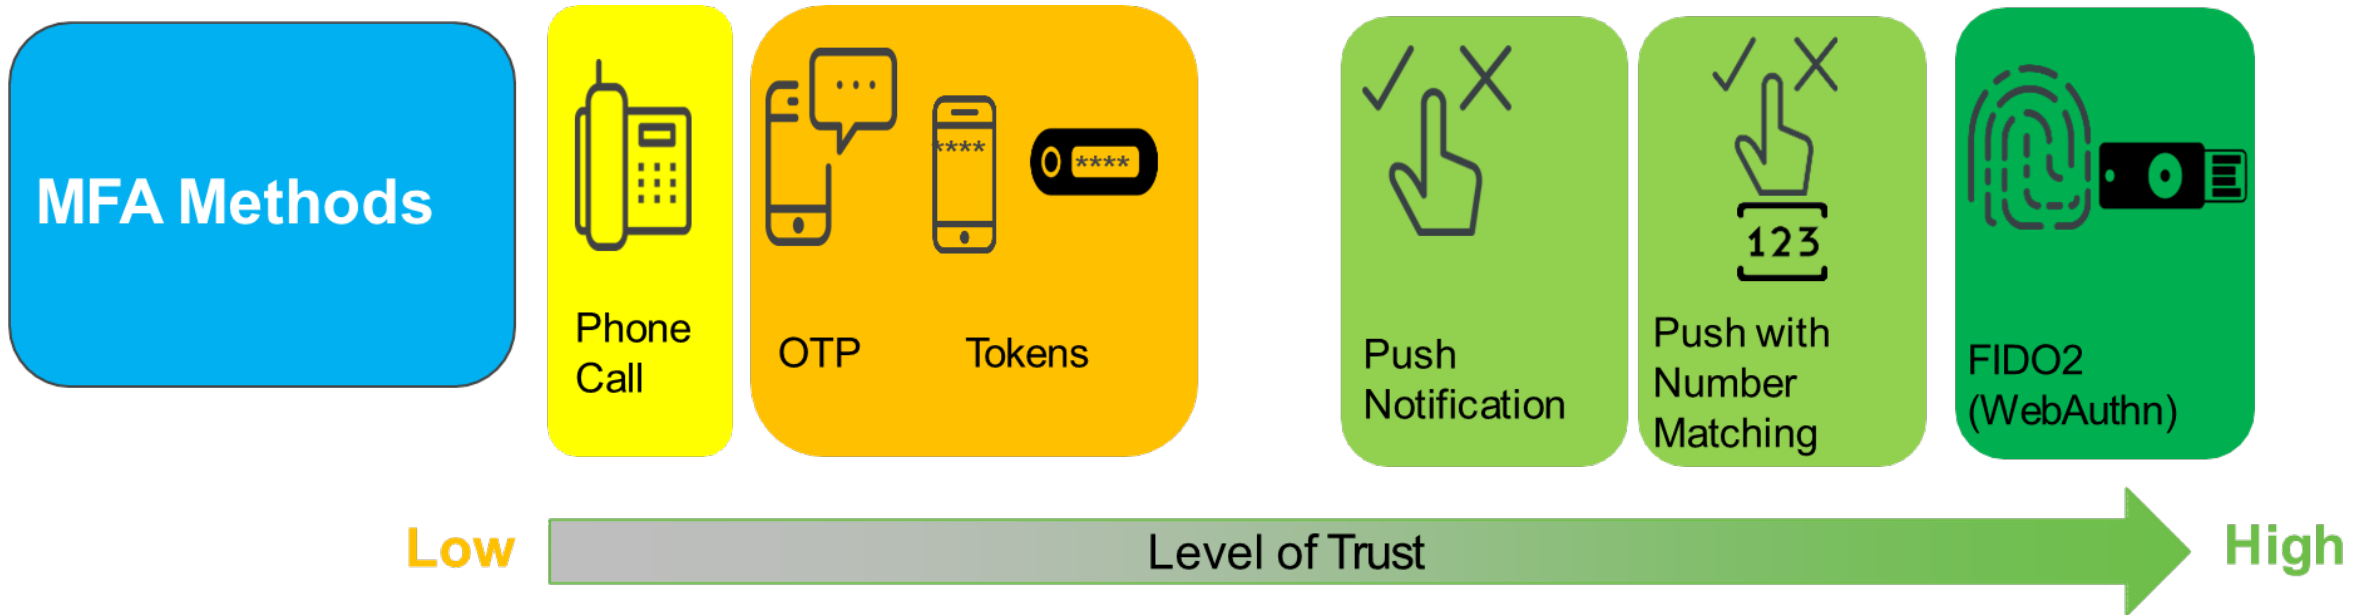 MFA Methods
Phone
Call
****
****
OTP
Tokens
Push
Notification
123
Push with
Number
Matching
FIDO2
(WebAuthn)
Low
Level of Trust
High